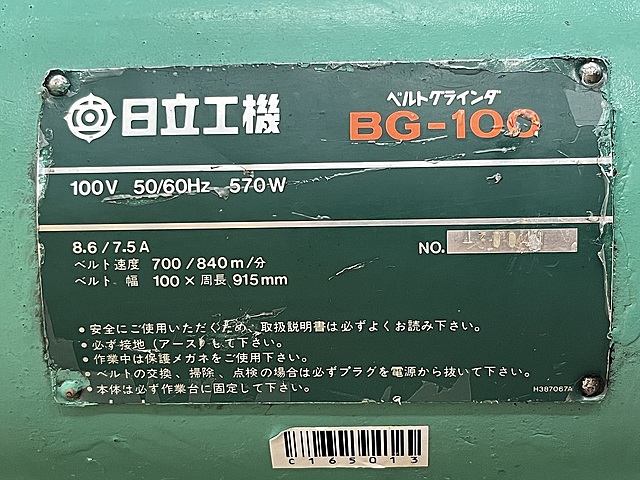 日立工機
ベルトグラインダ
BG-100
100V 50/60Hz 570W
8.6/7.5A
NO.
ベルト速度 700/840m/分
ベルト 幅 100×周長915mm
●安全にご使用いただくため、取扱説明書は必ずよくお読み下さい。
●必ず接地(アース)して下さい。
●作業中は保護メガネをご使用下さい。
●ベルトの交換、掃除、点検の場合は必ずプラグを電源から抜いて下さい。
●本体は必ず作業台に固定して下さい。
H387067A
C165013